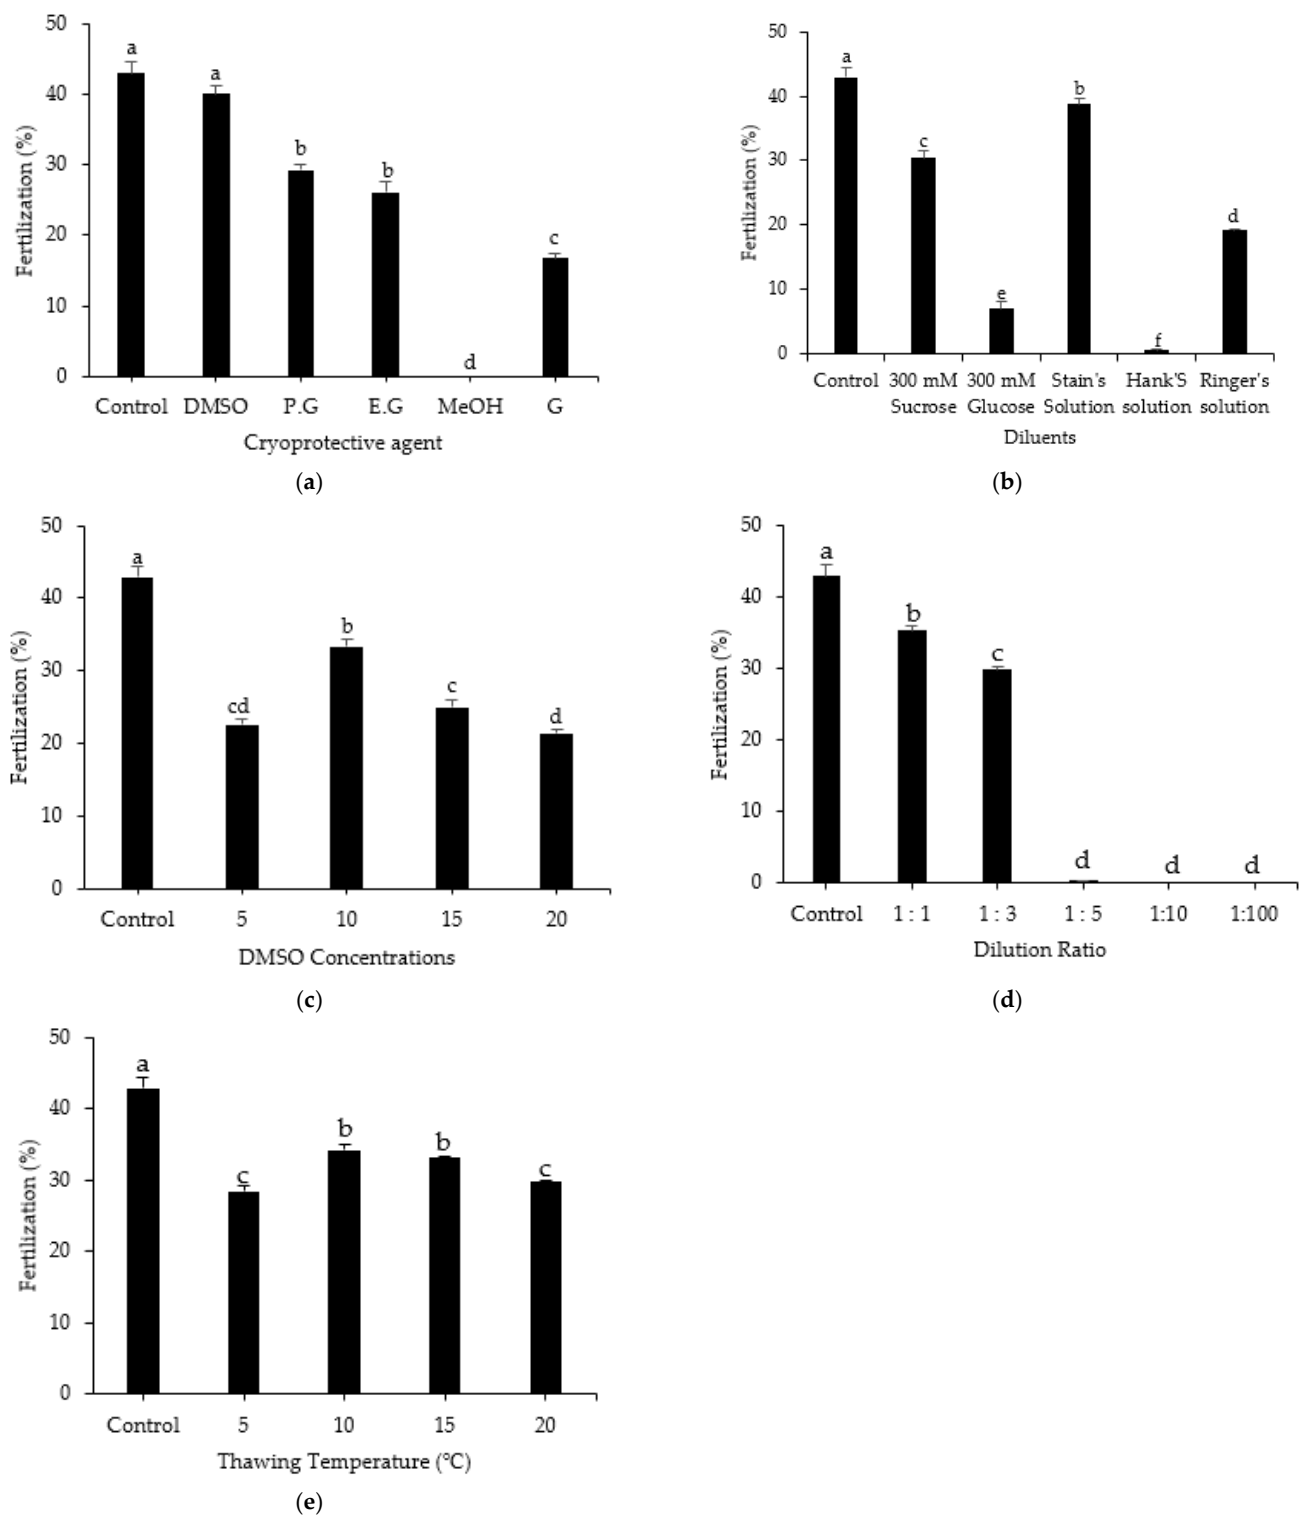 50
40
30
20
10
0
Fertilization (%)
a
a
b
b
d
c
Control DMSO P.G E.G MeOH G
Cryoprotective agent
(a)
50
40
30
20
10
0
Fertilization (%)
a
c
e
b
f
d
Control 300 mM 300 mM Stain's Hank'S Ringer's
Sucrose Glucose Solution solution solution
Diluents
(b)
50
40
30
20
10
0
Fertilization (%)
a
cd
b
c
d
Control 5 10 15 20
DMSO Concentrations
(c)
50
40
30
20
10
0
Fertilization (%)
a
b
c
d
d
d
Control 1 : 1 1 : 3 1 : 5 1:10 1:100
Dilution Ratio
(d)
50
40
30
20
10
0
Fertilization (%)
a
c
b
b
c
Control 5 10 15 20
Thawing Temperature (℃)
(e)